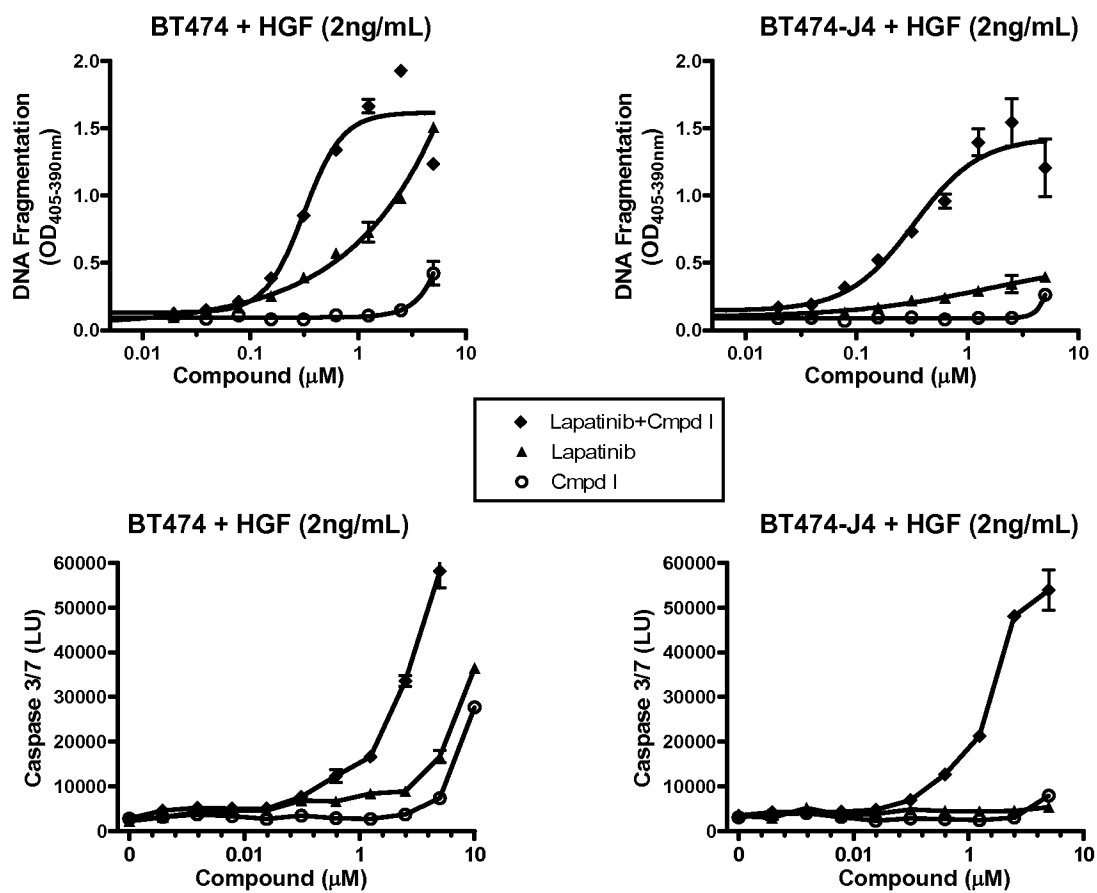 BT474 + HGF (2ng/mL)
DNA Fragmentation
(OD405-390nm)
2.0
1.5
1.0
0.5
0.0
0.01
0.1
1
10
Compound (μM)
BT474-J4 + HGF (2ng/mL)
DNA Fragmentation
(OD405-390nm)
2.0
1.5
1.0
0.5
0.0
0.01
0.1
1
10
Compound (μM)
Lapatinib+Cmpd I
Lapatinib
Cmpd I
BT474 + HGF (2ng/mL)
Caspase 3/7 (LU)
60000
50000
40000
30000
20000
10000
0
0
0.01
1
10
Compound (μM)
BT474-J4 + HGF (2ng/mL)
Caspase 3/7 (LU)
60000
50000
40000
30000
20000
10000
0
0
0.01
1
10
Compound (μM)